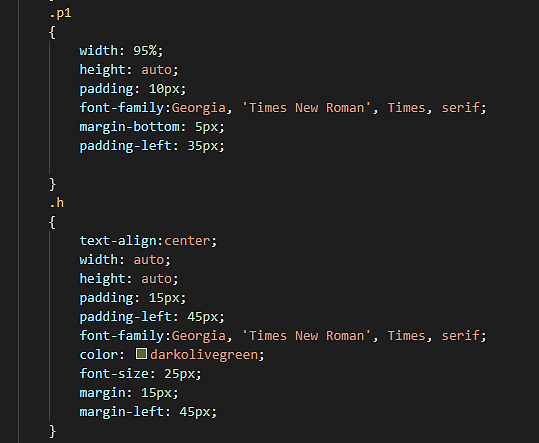 .p1
{
width: 95%;
height: auto;
padding: 10px;
font-family:Georgia, 'Times New Roman', Times, serif;
margin-bottom: 5px;
padding-left: 35px;
}
.h
{
text-align:center;
width: auto;
height: auto;
padding: 15px;
padding-left: 45px;
font-family:Georgia, 'Times New Roman', Times, serif;
color: darkolivegreen;
font-size: 25px;
margin: 15px;
margin-left: 45px;
}